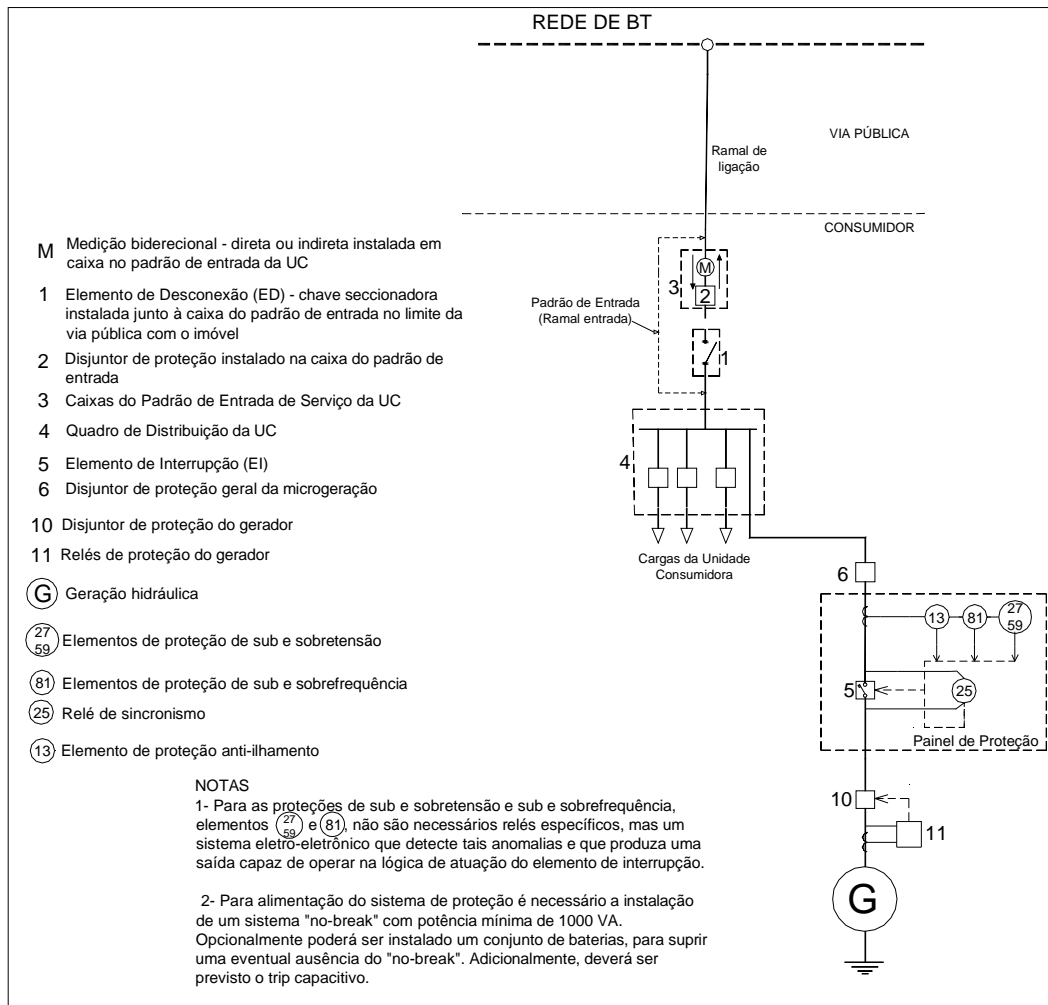 REDE DE BT
VIA PÚBLICA
Ramal de
ligação
CONSUMIDOR
M Medição biderecional - direta ou indireta instalada em
caixa no padrão de entrada da UC
1 Elemento de Desconexão (ED) - chave seccionadora
instalada junto à caixa do padrão de entrada no limite da
via pública com o imóvel
2 Disjuntor de proteção instalado na caixa do padrão de
entrada
3 Caixas do Padrão de Entrada de Serviço da UC
4 Quadro de Distribuição da UC
5 Elemento de Interrupção (EI)
6 Disjuntor de proteção geral da microgeração
10 Disjuntor de proteção do gerador
11 Relés de proteção do gerador
G Geração hidráulica
27
59 Elementos de proteção de sub e sobretensão
81 Elementos de proteção de sub e sobrefrequência
25 Relé de sincronismo
13 Elemento de proteção anti-ilhamento
M
3
2
Padrão de Entrada
(Ramal entrada)
1
4
Cargas da Unidade
Consumidora
6
13 81 27
59
5
25
Painel de Proteção
10
11
G
NOTAS
1- Para as proteções de sub e sobretensão e sub e sobrefrequência,
elementos 27
59 e 81, não são necessários relés específicos, mas um
sistema eletro-eletrônico que detecte tais anomalias e que produza uma
saída capaz de operar na lógica de atuação do elemento de interrupção.
2- Para alimentação do sistema de proteção é necessário a instalação
de um sistema "no-break" com potência mínima de 1000 VA.
Opcionalmente poderá ser instalado um conjunto de baterias, para suprir
uma eventual ausência do "no-break". Adicionalmente, deverá ser
previsto o trip capacitivo.